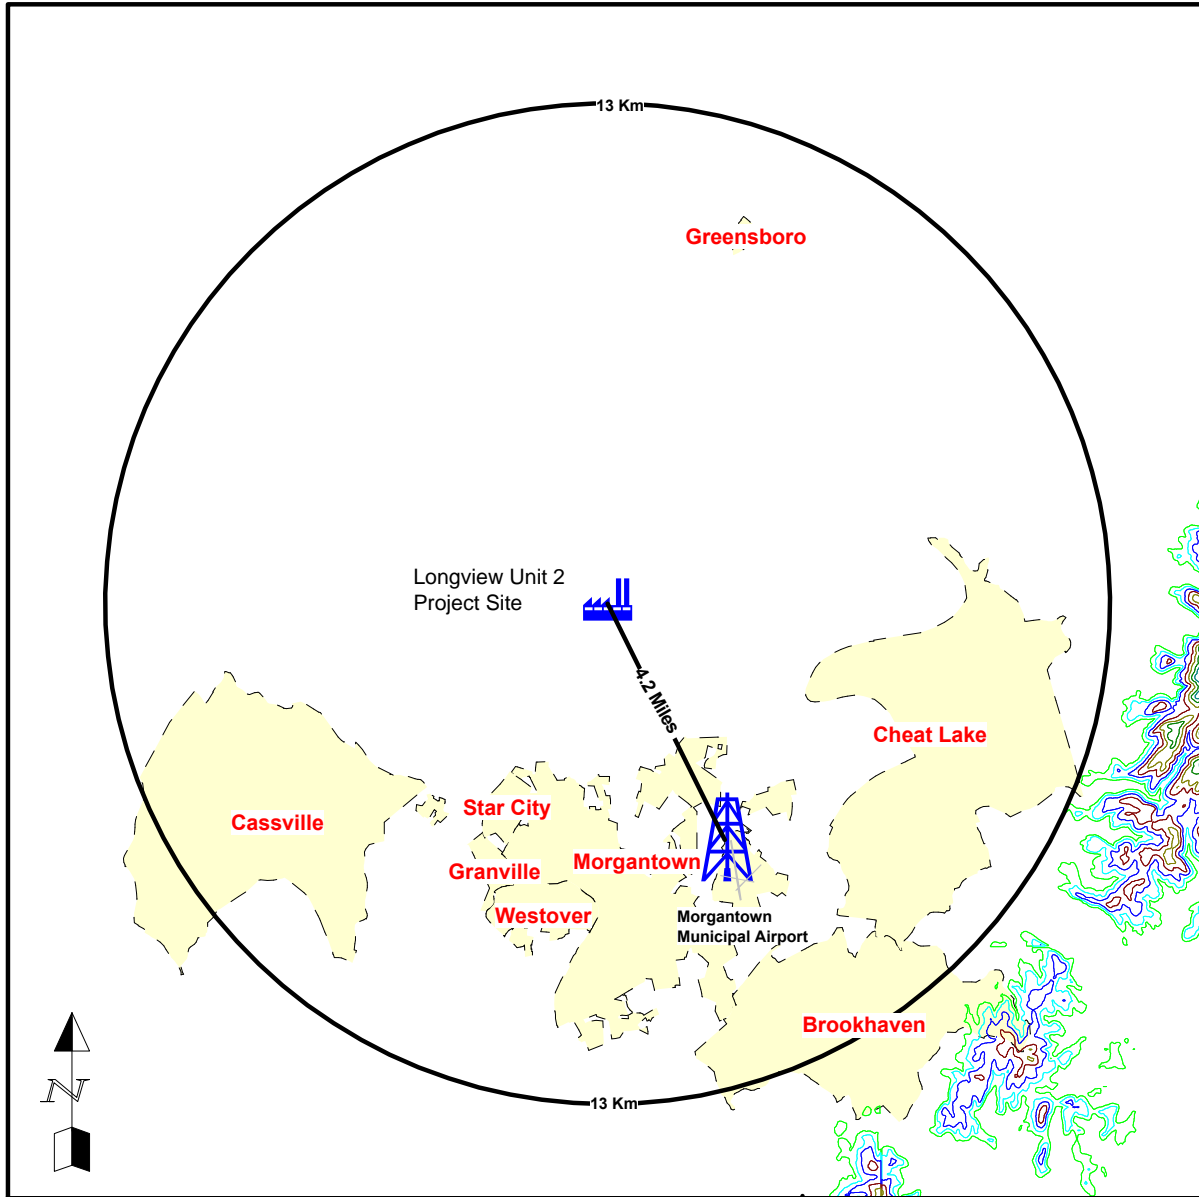 13 Km
Greensboro
Longview Unit 2
Project Site
4.2 Miles
Cheat Lake
Star City
Cassville
Morgantown
Granville
Westover
Morgantown
Municipal Airport
Brookhaven
N
13 Km